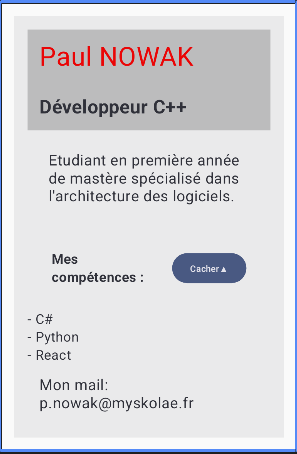 Paul NOWAK
Développeur C++
Etudiant en première année
de mastère spécialisé dans
l'architecture des logiciels.
Mes
compétences :
Cacher ▲
- C#
- Python
- React
Mon mail:
p.nowak@myskolae.fr